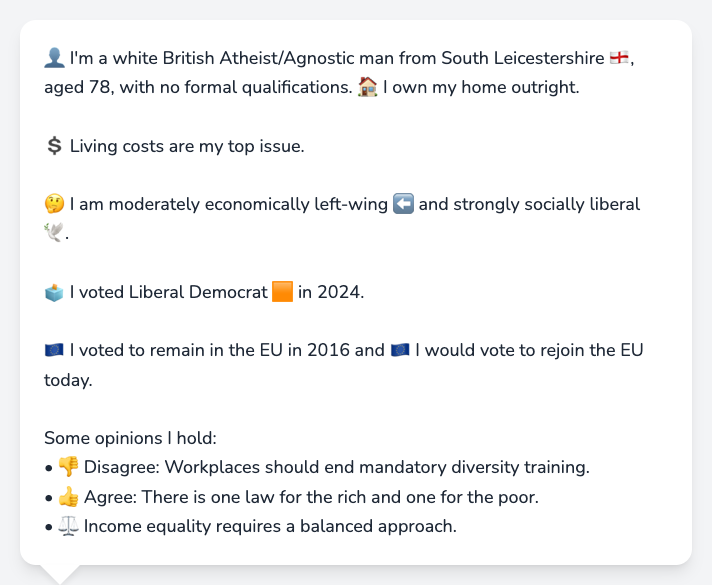 👤 I'm a white British Atheist/Agnostic man from South Leicestershire 🏴󠁧󠁢󠁥󠁮󠁧󠁿,
aged 78, with no formal qualifications. 🏠 I own my home outright.
💲 Living costs are my top issue.
🤔 I am moderately economically left-wing ⬅️ and strongly socially liberal
🕊️.
🗳️ I voted Liberal Democrat 🟧 in 2024.
🇪🇺 I voted to remain in the EU in 2016 and 🇪🇺 I would vote to rejoin the EU
today.
Some opinions I hold:
• 👎 Disagree: Workplaces should end mandatory diversity training.
• 👍 Agree: There is one law for the rich and one for the poor.
• ⚖️ Income equality requires a balanced approach.